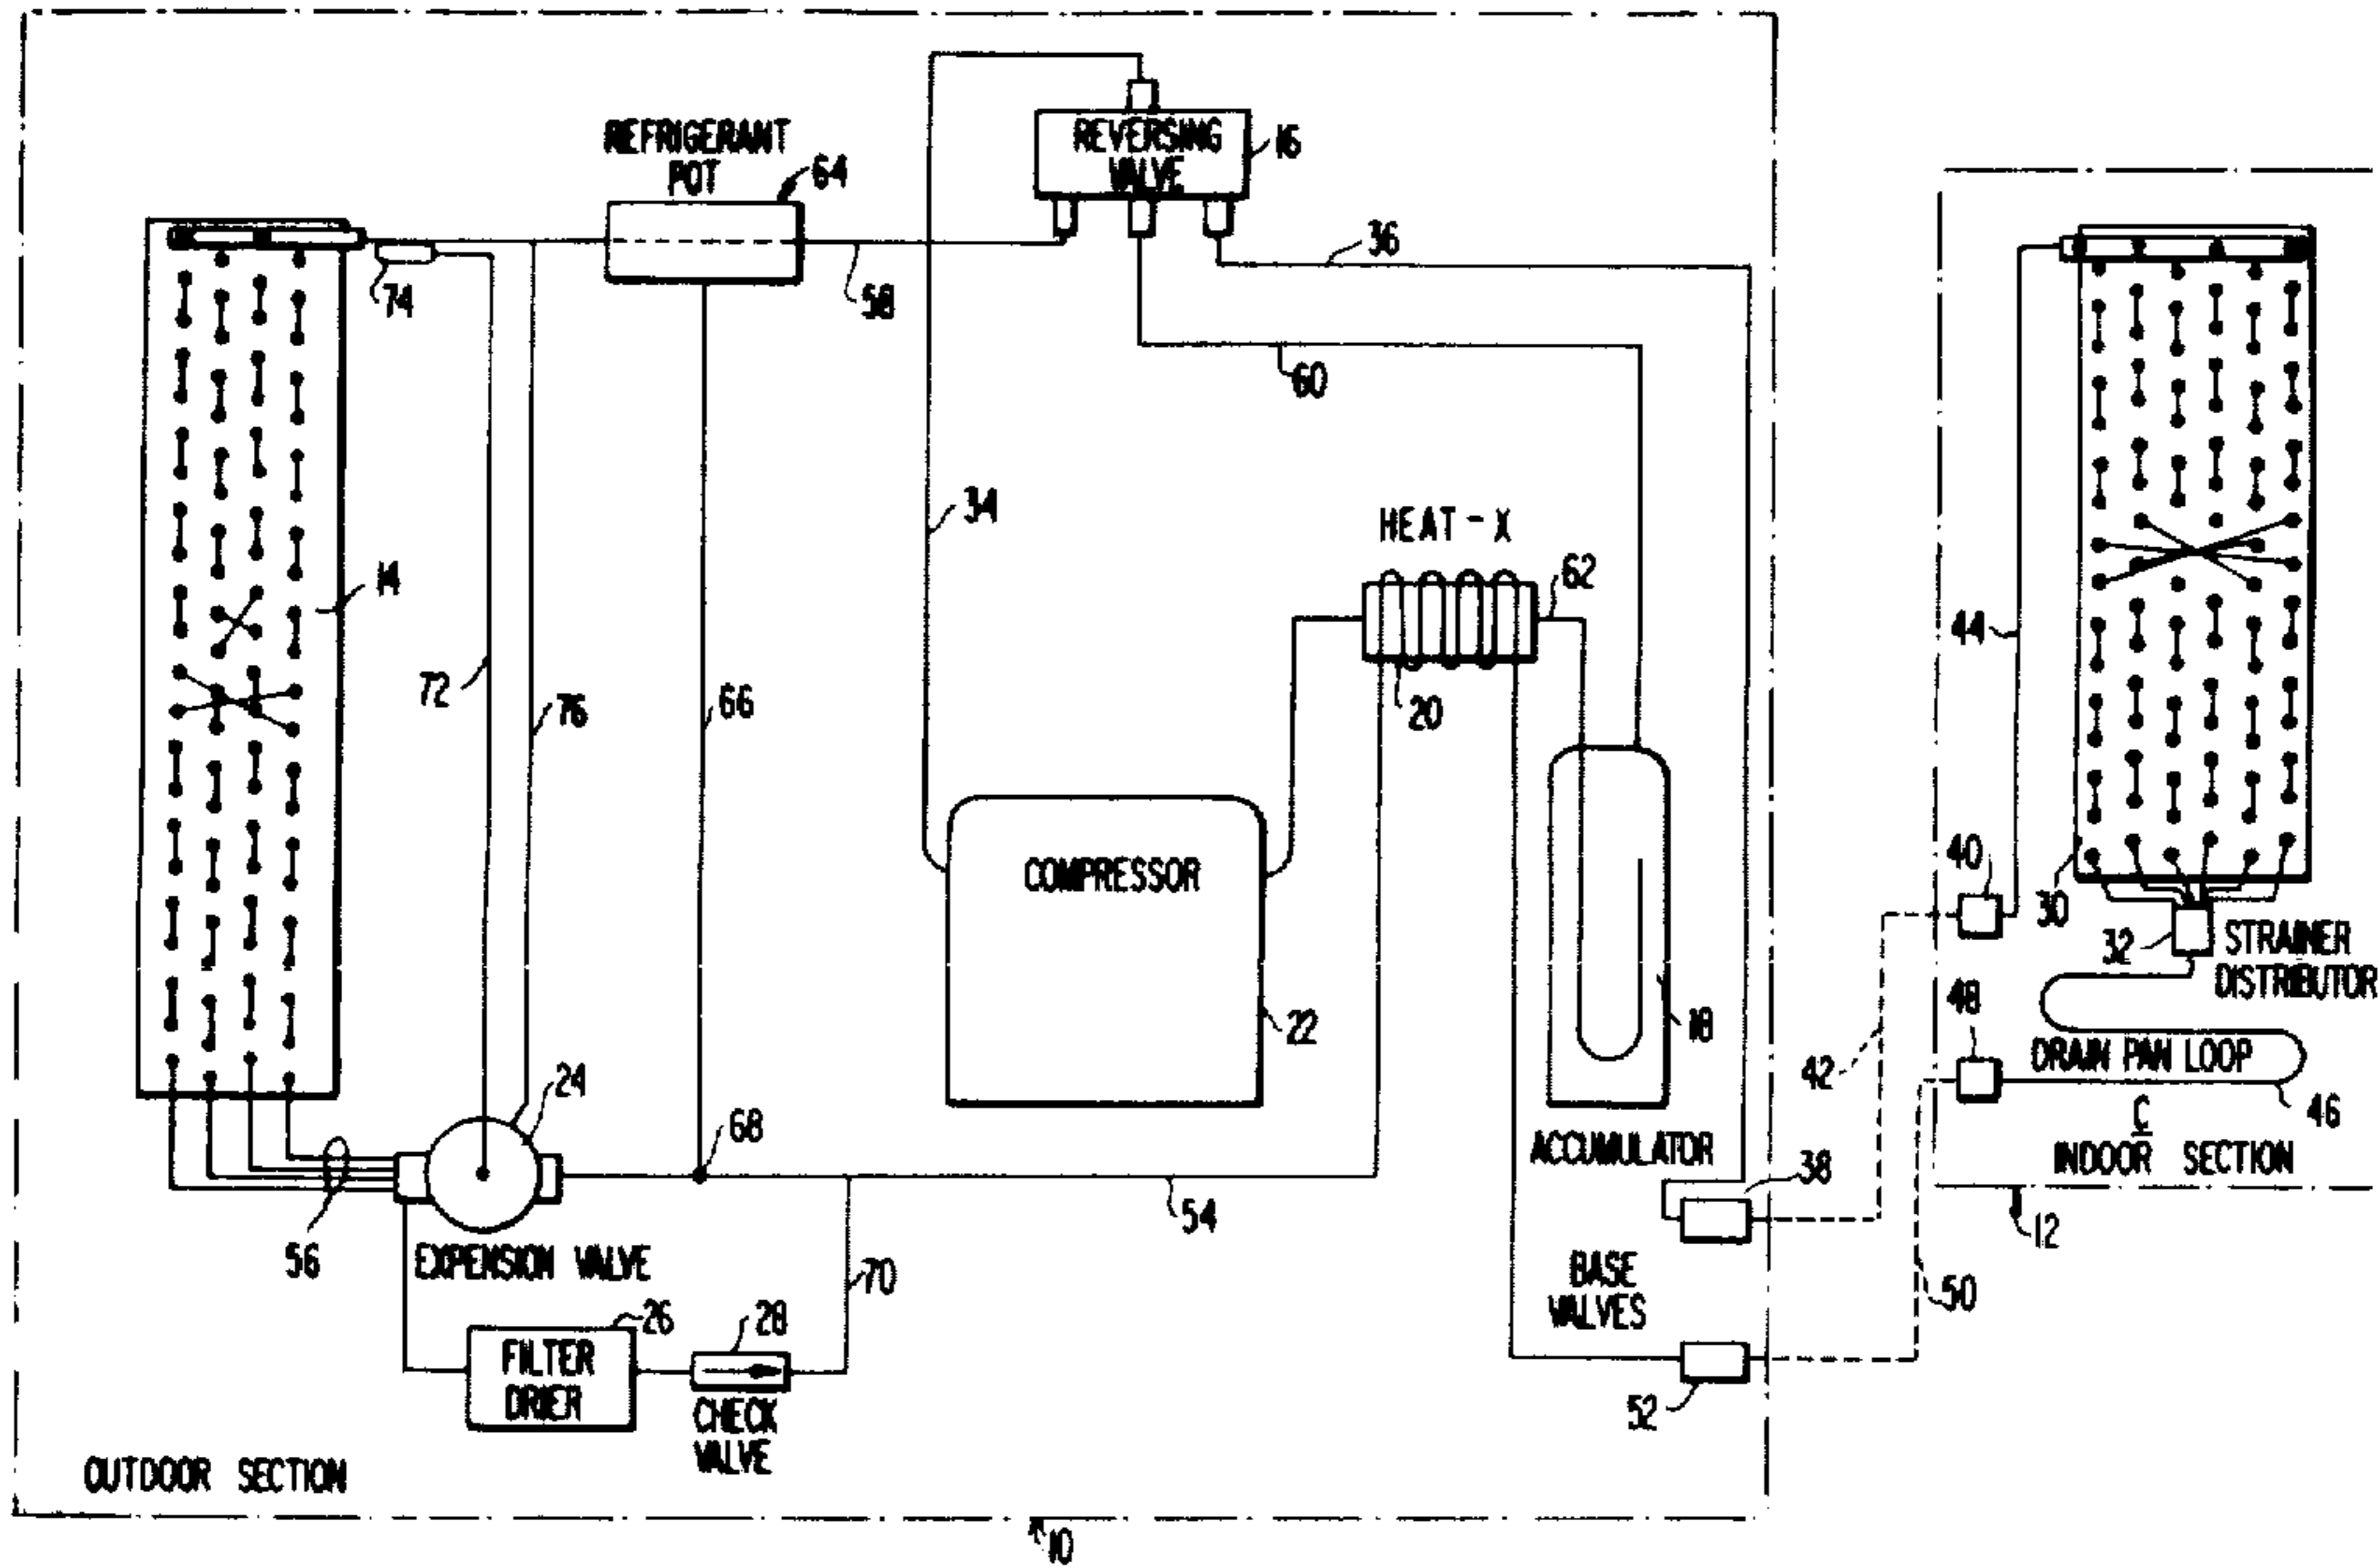 REFRIGERANT
POT
64
REVERSING
VALVE
16
36
74
58
60
34
HEAT - X
62
14
44
72
76
66
20
COMPRESSOR
40
30
32
STRAINER
DISTRIBUTOR
22
18
42
48
DRAIN PAN LOOP
24
46
C
68
ACCUMULATOR
INDOOR SECTION
38
54
12
56
EXPENSION VALVE
70
BASE
VALVES
50
26
28
FILTER
DRIER
CHECK
VALVE
52
OUTDOOR SECTION
10